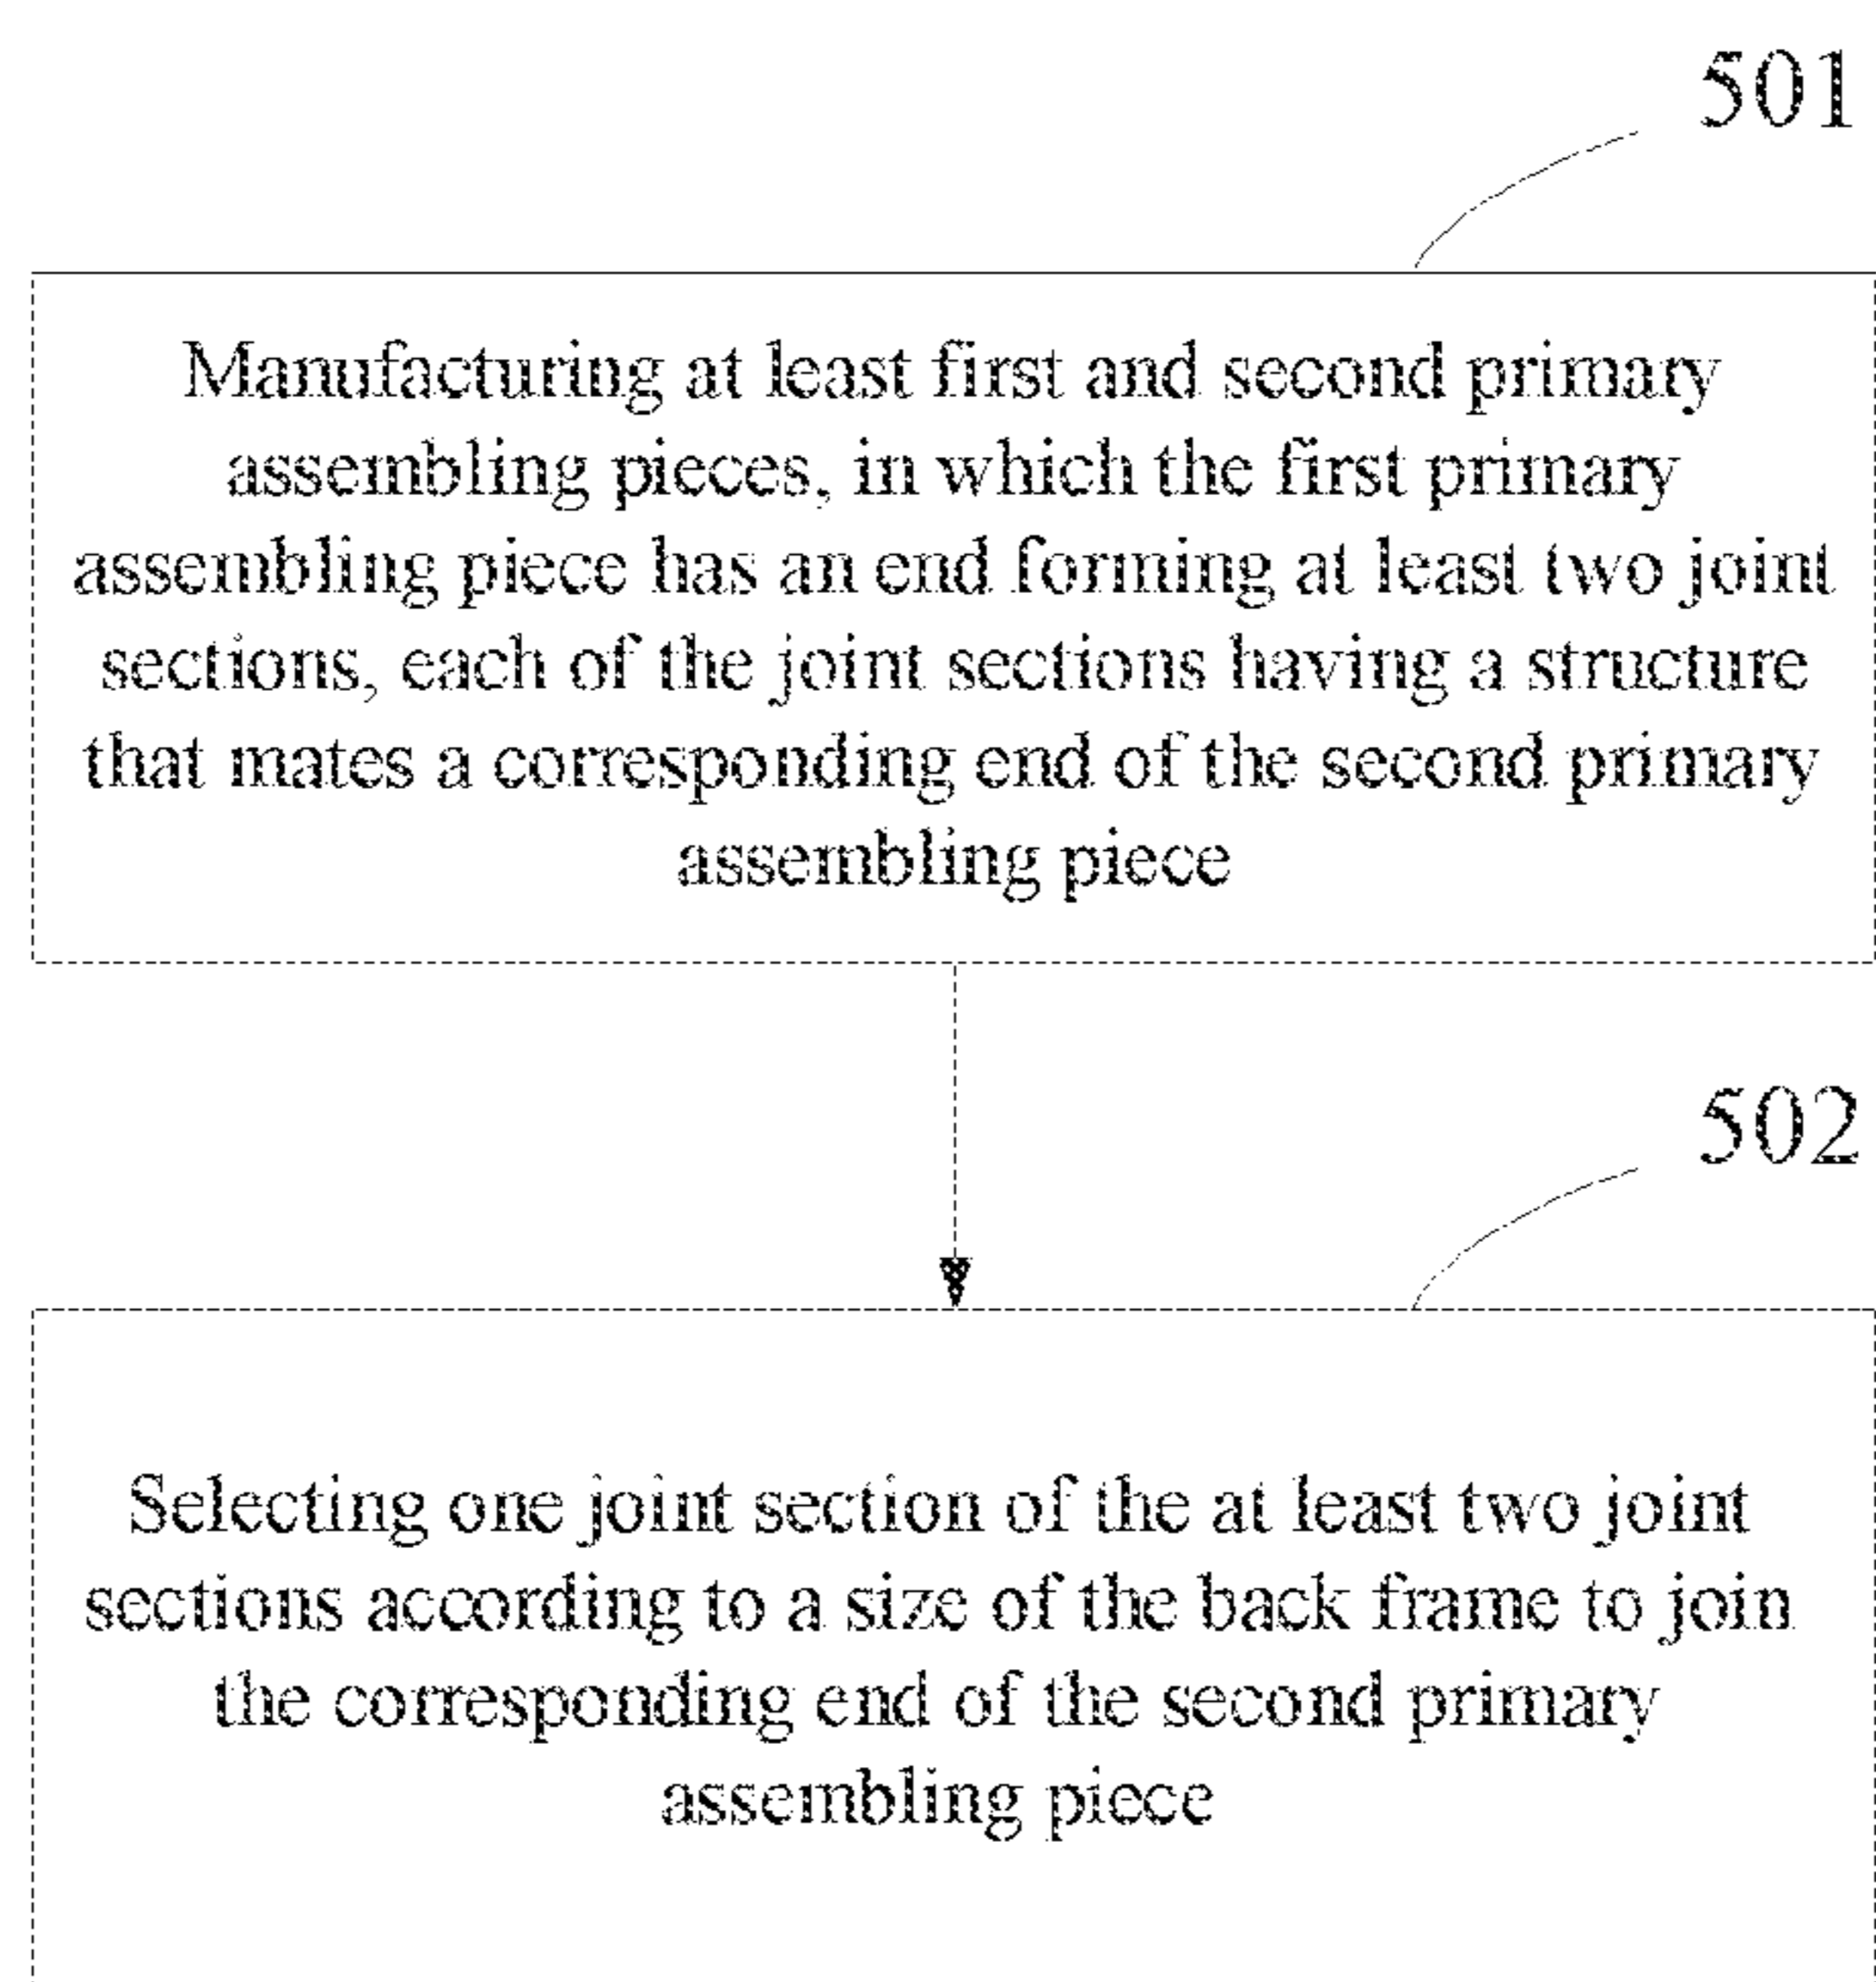 501
Manufacturing at least first and second primary
assembling pieces, in which the first primary
assembling piece has an end forming at least two joint
sections, each of the joint sections having a structure
that mates a corresponding end of the second primary
assembling piece
502
Selecting one joint section of the at least two joint
sections according to a size of the back frame to join
the corresponding end of the second primary
assembling piece